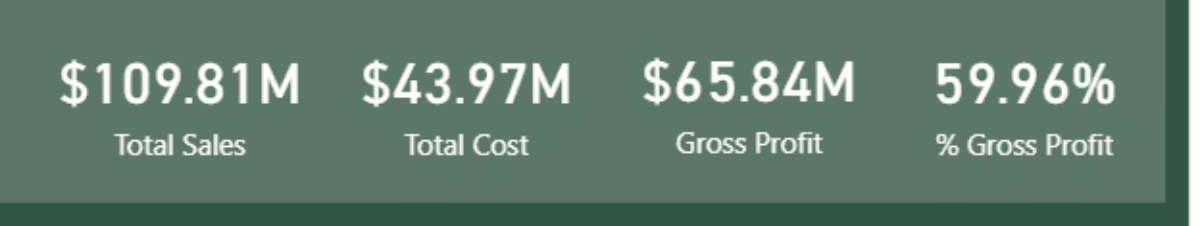 $109.81M $43.97M $65.84M 59.96%
Total Sales Total Cost Gross Profit % Gross Profit